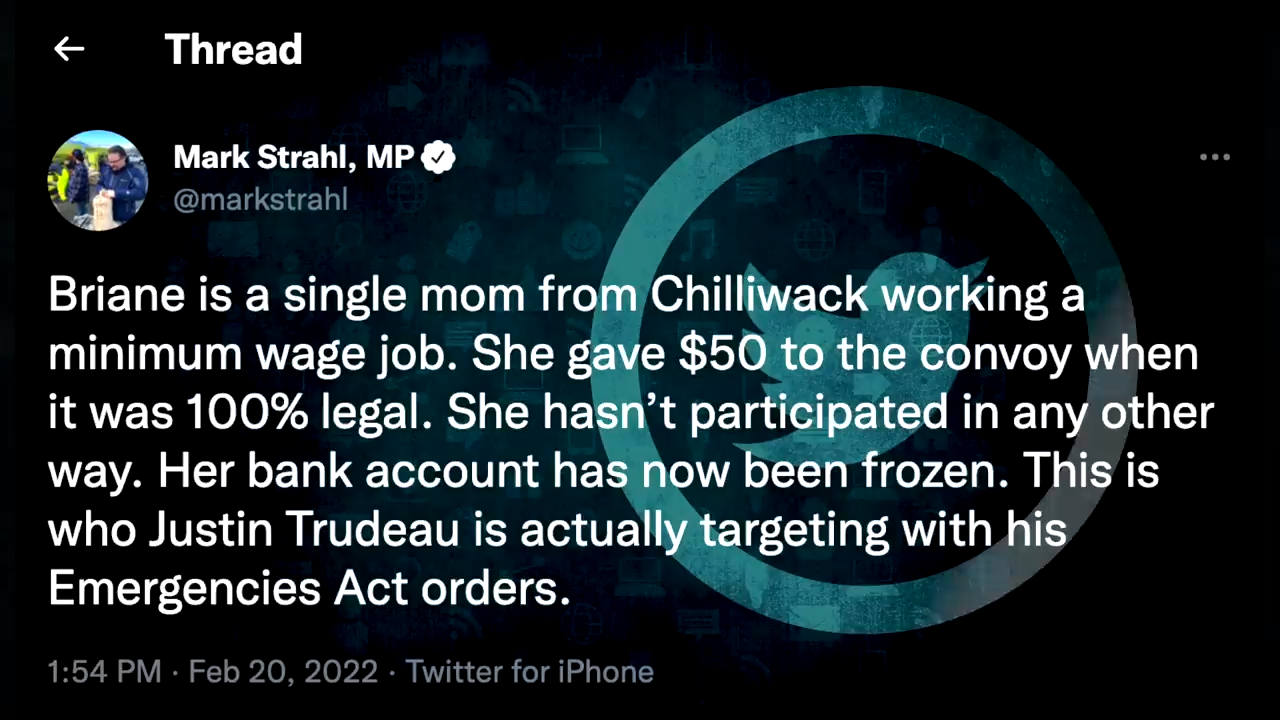 Thread
Mark Strahl, MP
@markstrahl
Briane is a single mom from Chilliwack working a
minimum wage job. She gave $50 to the convoy when
it was 100% legal. She hasn’t participated in any other
way. Her bank account has now been frozen. This is
who Justin Trudeau is actually targeting with his
Emergencies Act orders.
1:54 PM · Feb 20, 2022 · Twitter for iPhone